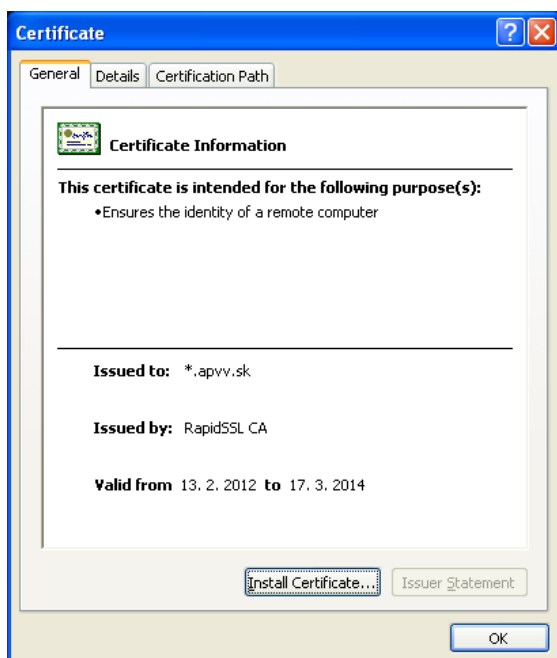 Certificate
General Details Certification Path
Certificate Information
This certificate is intended for the following purpose(s):
•Ensures the identity of a remote computer
Issued to: *.apvv.sk
Issued by: RapidSSL CA
Valid from 13. 2. 2012 to 17. 3. 2014
Install Certificate... Issuer Statement
OK